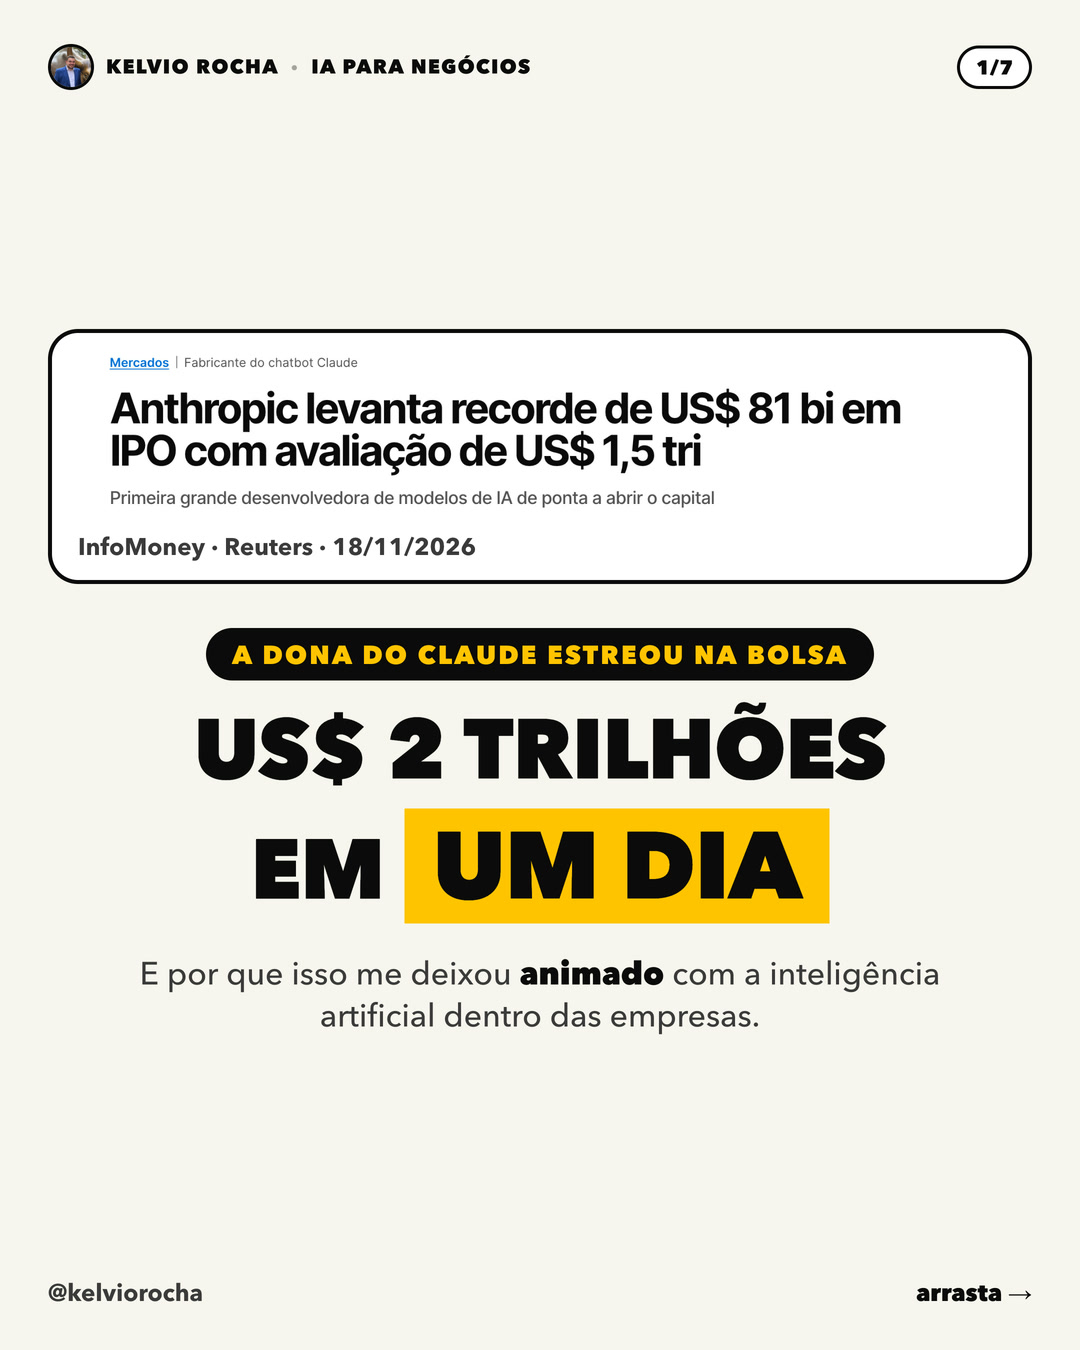 KELVIO ROCHA • IA PARA NEGÓCIOS
1/7
Mercados | Fabricante do chatbot Claude
Anthropic levanta recorde de US$ 81 bi em
IPO com avaliação de US$ 1,5 tri
Primeira grande desenvolvedora de modelos de IA de ponta a abrir o capital
InfoMoney · Reuters · 18/11/2026
A DONA DO CLAUDE ESTREOU NA BOLSA
US$ 2 TRILHÕES
EM UM DIA
E por que isso me deixou animado com a inteligência
artificial dentro das empresas.
@kelviorocha
arrasta →